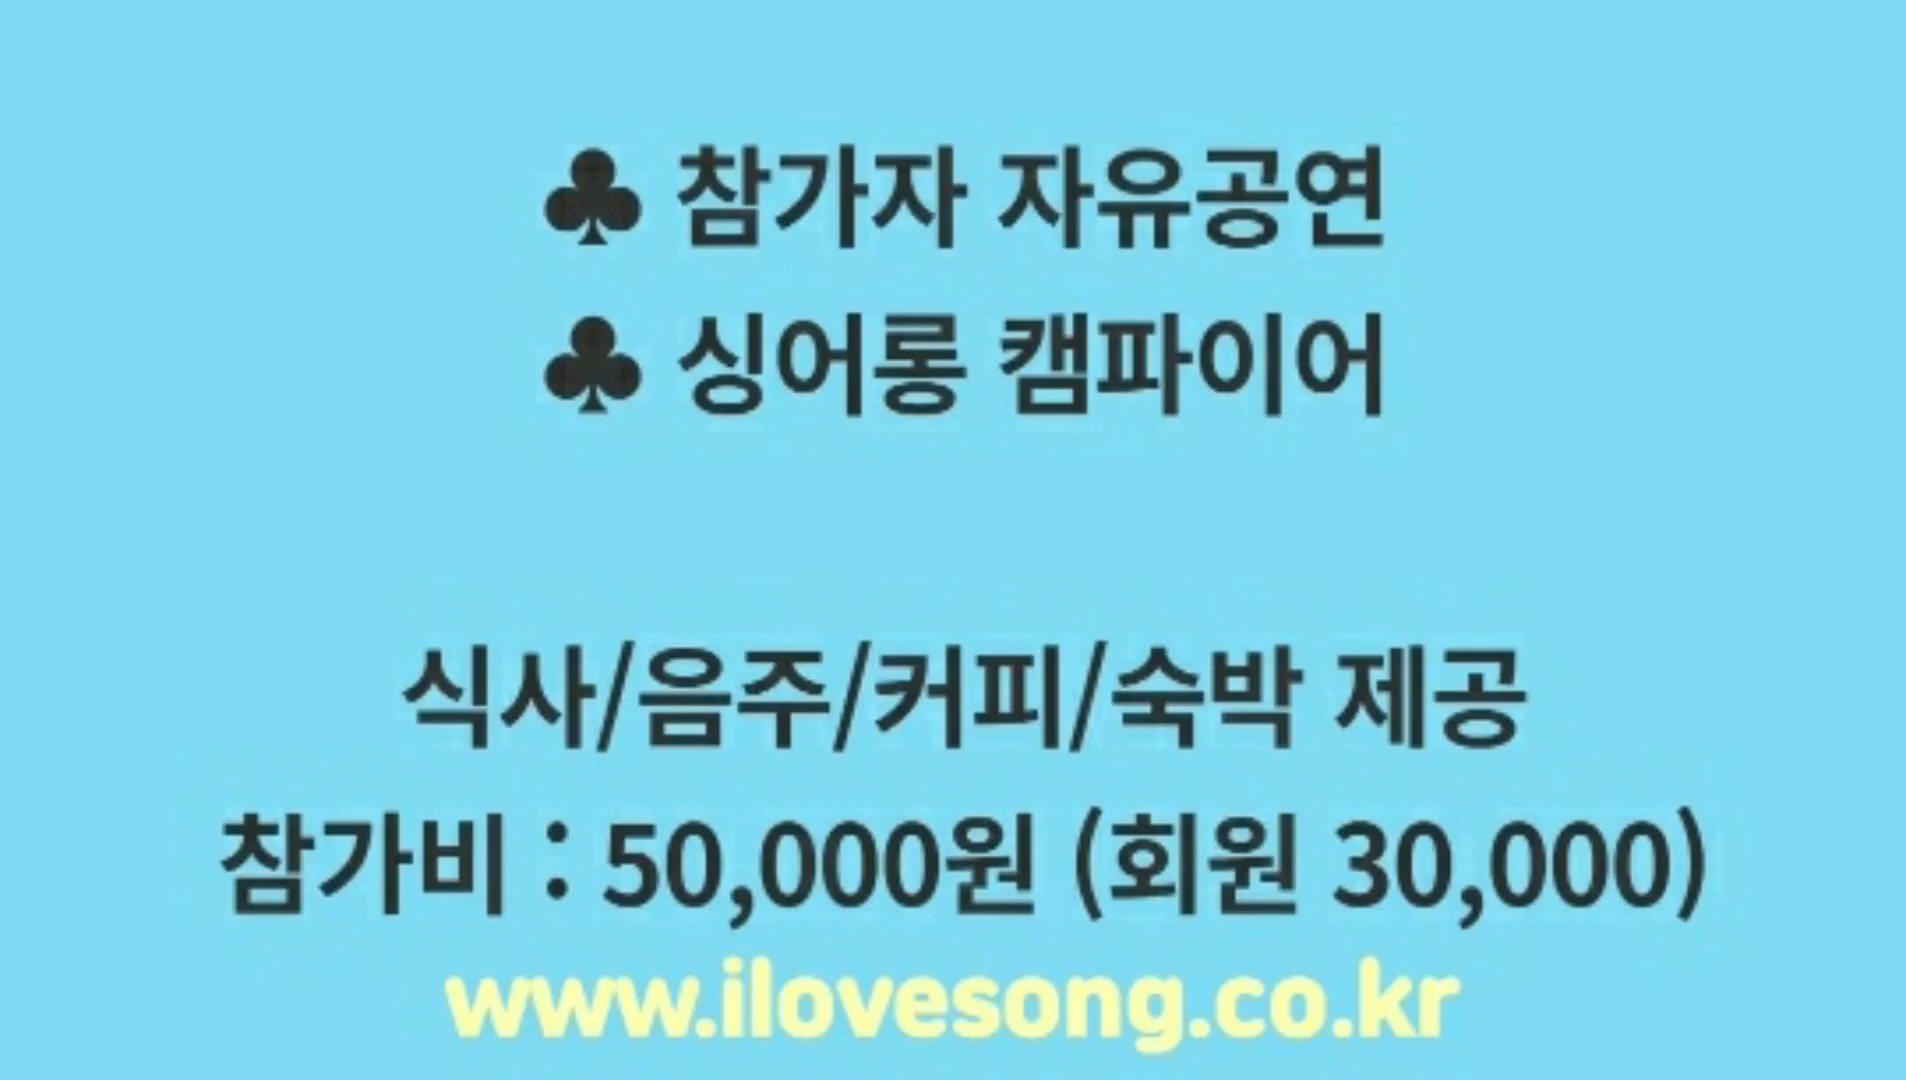 ♣ 참가자 자유공연
♣ 싱어롱 캠파이어
식사/음주/커피/숙박 제공
참가비 : 50,000원 (회원 30,000)
www.ilovesong.co.kr